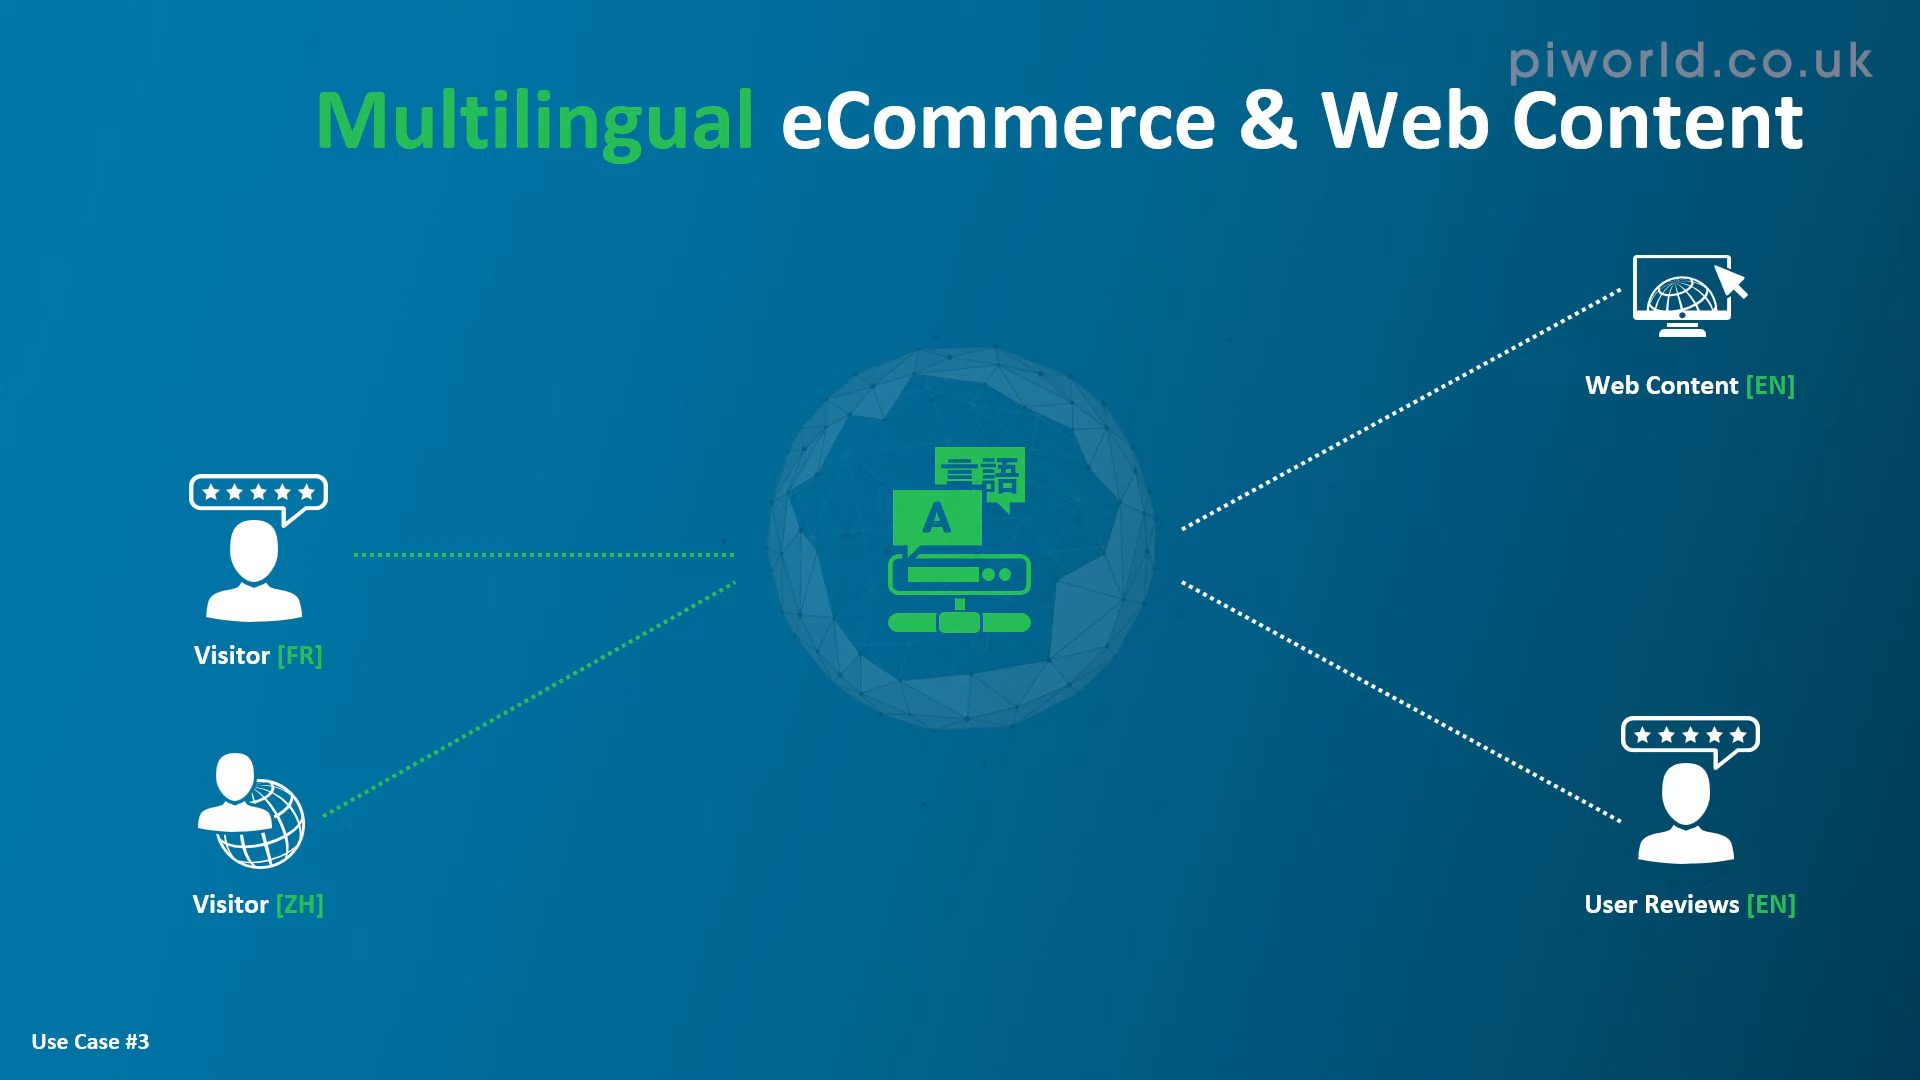 piworld.co.uk
Multilingual eCommerce & Web Content
Web Content [EN]
言語
A
Visitor [FR]
Visitor [ZH]
User Reviews [EN]
Use Case #3